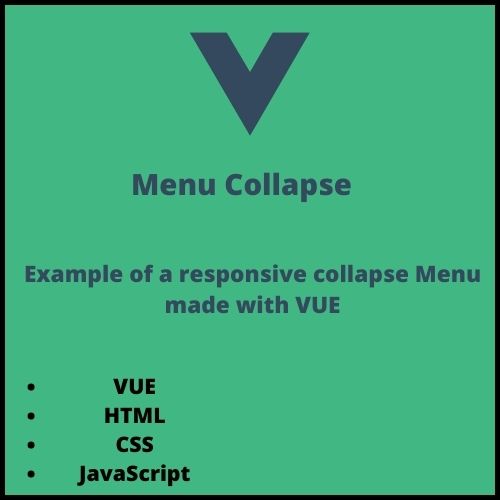 Menu Collapse
Example of a responsive collapse Menu
made with VUE
• VUE
• HTML
• CSS
• JavaScript